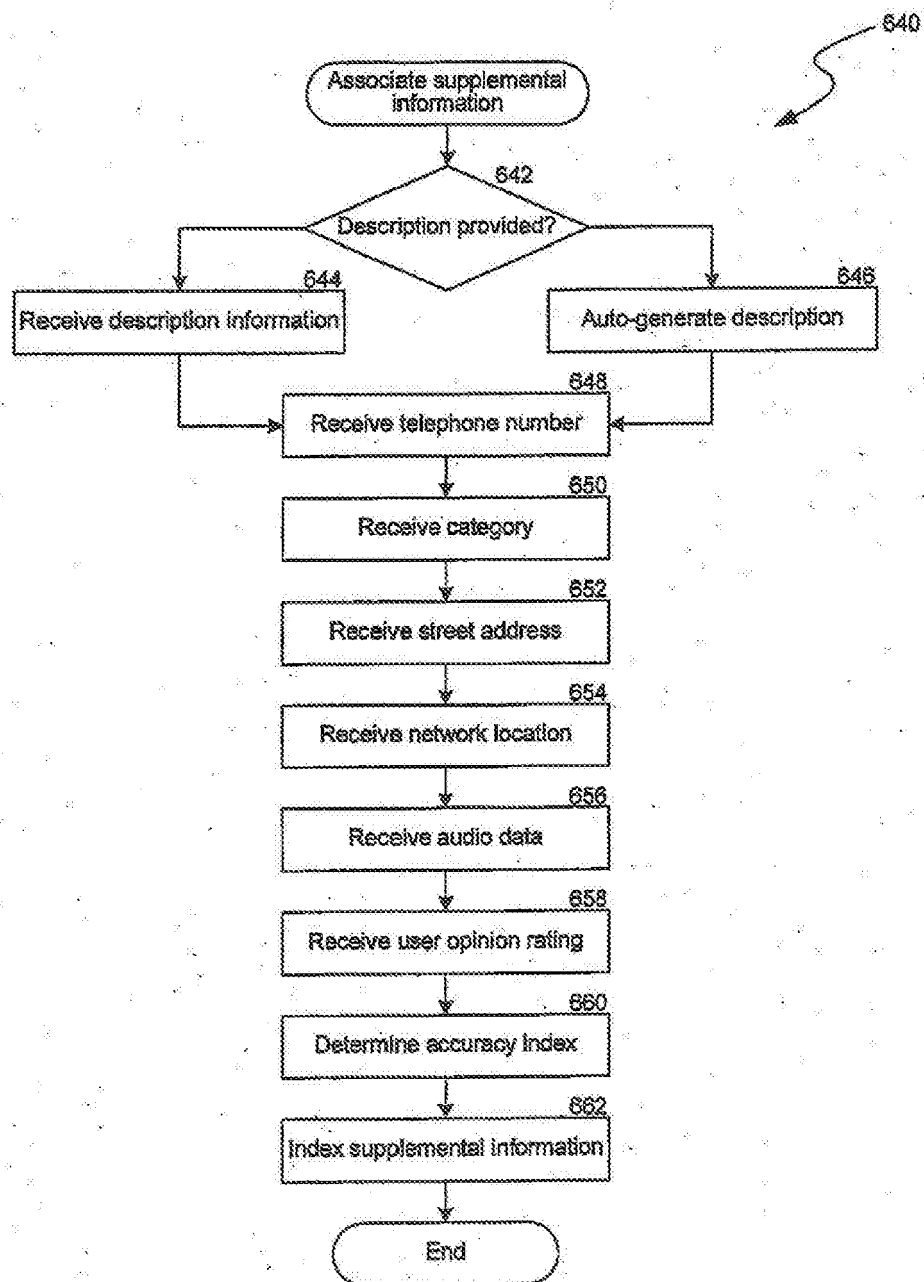 640
Associate supplemental
information
642
Description provided?
644
Receive description information
646
Auto-generate description
648
Receive telephone number
650
Receive category
652
Receive street address
654
Receive network location
656
Receive audio data
658
Receive user opinion rating
660
Determine accuracy index
662
Index supplemental information
End